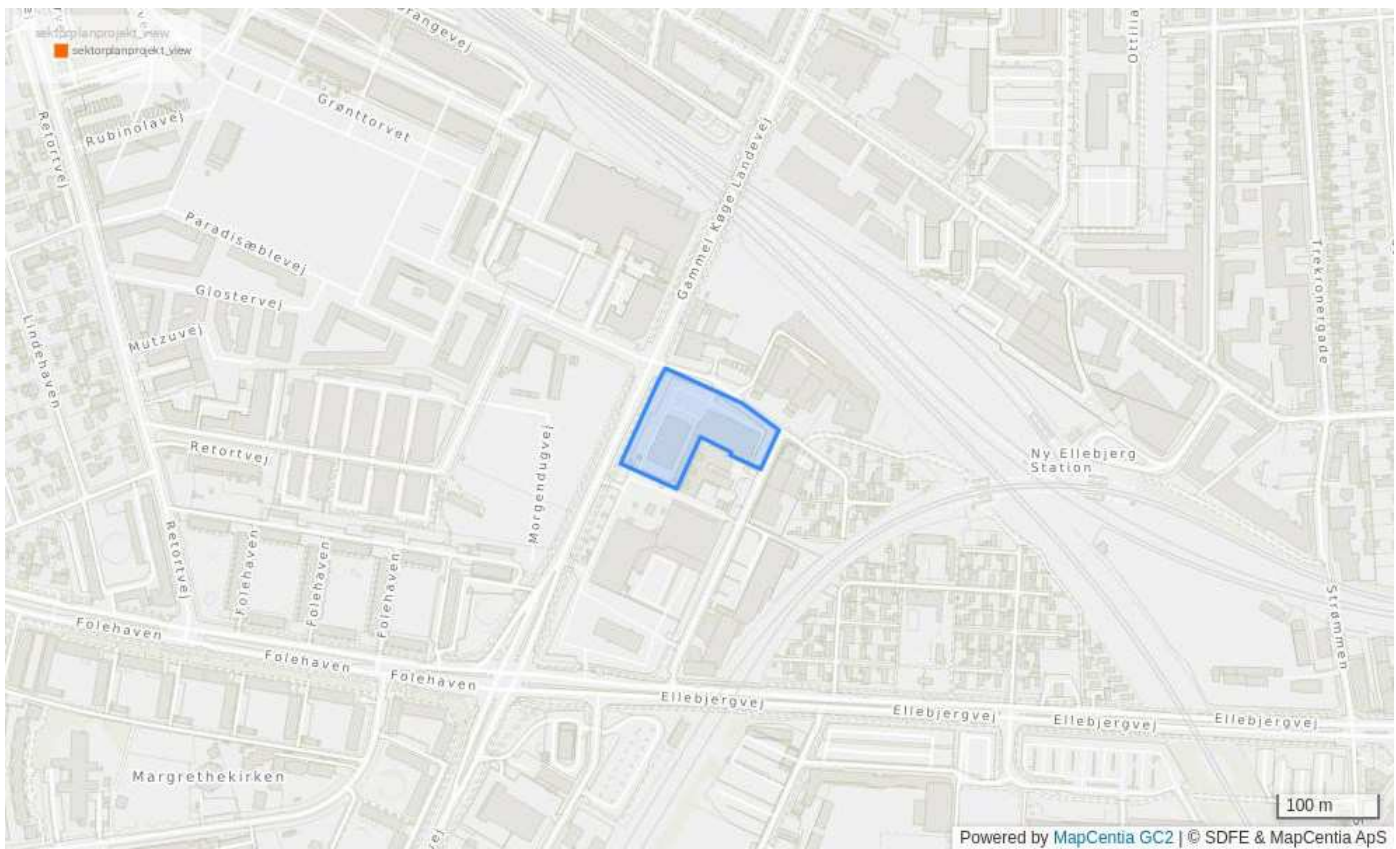 sektorplanprojekt_view
sektorplanprojekt_view
Retortvej
Rubinolavej
Grønttorvet
Ottilia
Gammel Køge Landevej
Paradisæblevej
Glostervej
Mutzuvej
Lindehaven
Trekronergade
Retortvej
Morgendugvej
Ny Ellebjerg
Station
Retortvej
Folehaven
Folehaven
Folehaven
Strømmen
Folehaven
Folehaven
Folehaven
Ellebjergvej
Ellebjergvej
Ellebjergvej
Ellebjergvej
Margrethekirken
100 m
Powered by MapCentia GC2 | © SDFE & MapCentia ApS